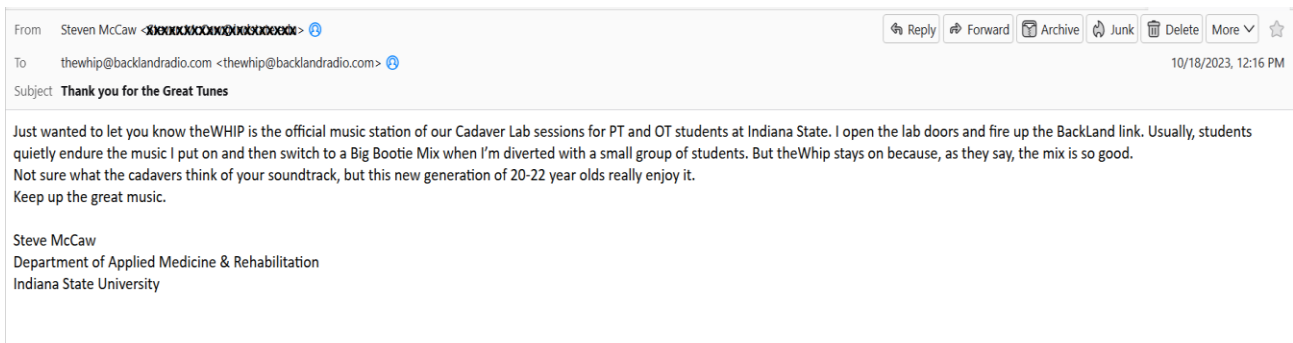 From Steven McCaw < >
Reply Forward Archive Junk Delete More
To thewhip@backlandradio.com <thewhip@backlandradio.com>
10/18/2023, 12:16 PM
Subject Thank you for the Great Tunes
Just wanted to let you know theWHIP is the official music station of our Cadaver Lab sessions for PT and OT students at Indiana State. I open the lab doors and fire up the BackLand link. Usually, students
quietly endure the music I put on and then switch to a Big Bootie Mix when I'm diverted with a small group of students. But theWhip stays on because, as they say, the mix is so good.
Not sure what the cadavers think of your soundtrack, but this new generation of 20-22 year olds really enjoy it.
Keep up the great music.
Steve McCaw
Department of Applied Medicine & Rehabilitation
Indiana State University